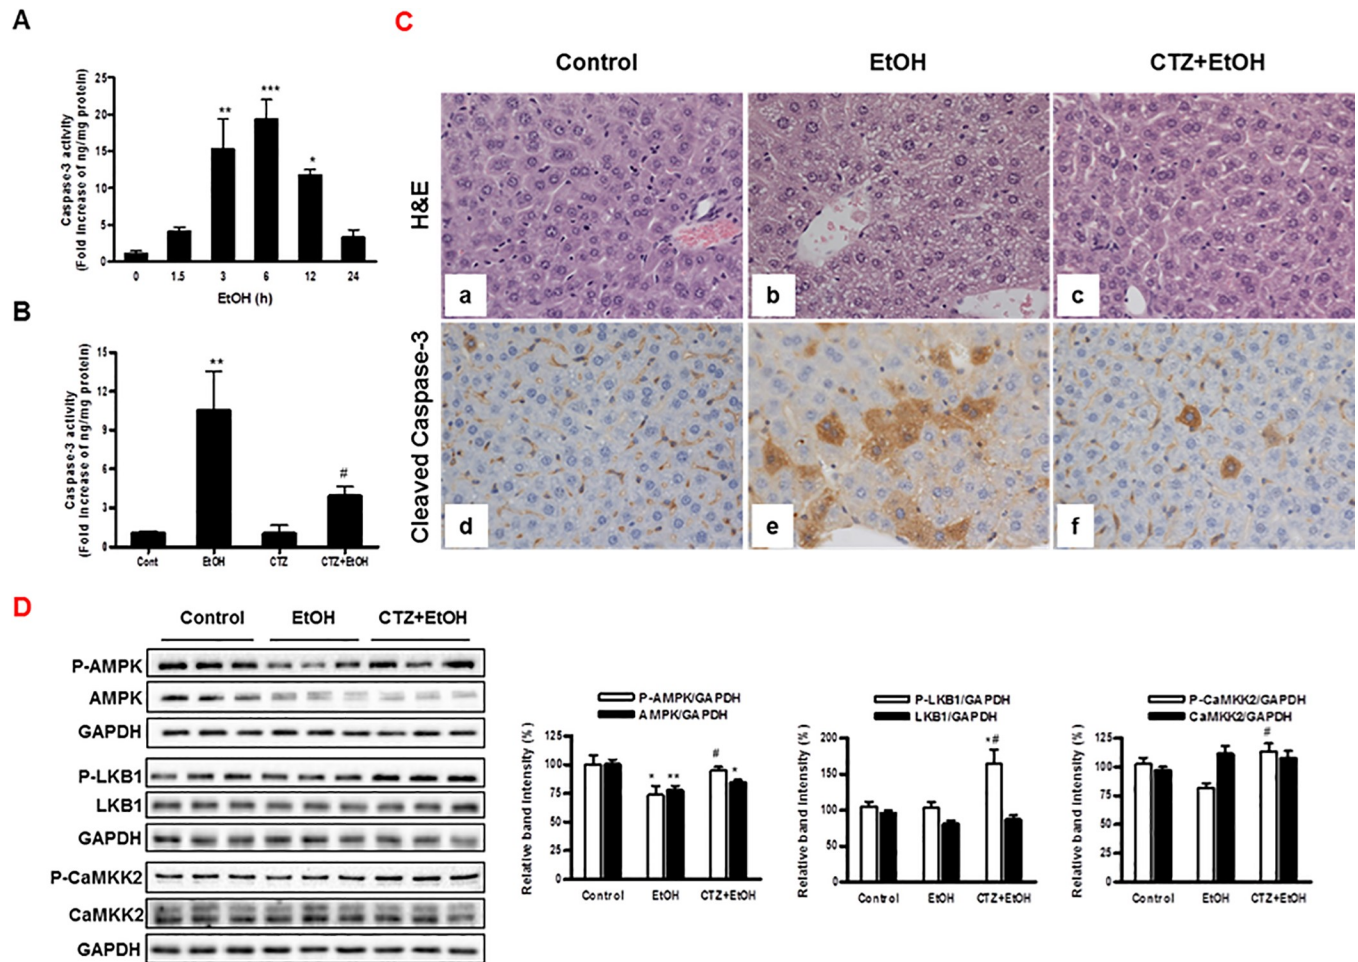 A
Caspase-3 activity
(Fold Increase of ng/mg protein)
25
20
15
10
5
0
**
***
*
0 1.5 3 6 12 24
EtOH (h)
B
Caspase-3 activity
(Fold Increase of ng/mg protein)
15
12
9
6
3
0
**
#
Cont EtOH CTZ CTZ+EtOH
C
Control EtOH CTZ+EtOH
H&E
a b c
Cleaved Caspase-3
d e f
D
Control EtOH CTZ+EtOH
P-AMPK
AMPK
GAPDH
P-LKB1
LKB1
GAPDH
P-CaMKK2
CaMKK2
GAPDH
P-AMPK/GAPDH
AMPK/GAPDH
Relative band Intensity (%)
125
100
75
50
25
0
* **
# *
Control EtOH CTZ+EtOH
P-LKB1/GAPDH
LKB1/GAPDH
Relative band Intensity (%)
200
150
100
50
0
*#
Control EtOH CTZ+EtOH
P-CaMKK2/GAPDH
CaMKK2/GAPDH
Relative band Intensity (%)
125
100
75
50
25
0
#
Control EtOH CTZ+EtOH